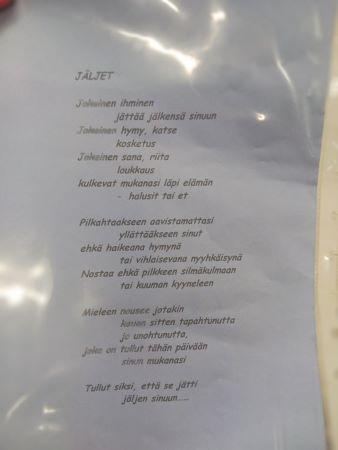 JÄLJET
Jokainen ihminen
jättää jälkensä sinuun
Jokainen hymy, katse
kosketus
Jokainen sana, riita
loukkaus
kulkevat mukanasi läpi elämän
- halusit tai et
Pilkahtaakseen aavistamattasi
yllättääkseen sinut
ehkä haikeana hymynä
tai vihlaisevana nyyhkäisynä
Nostaa ehkä pilkkeen silmäkulmaan
tai kuuman kyyneleen
Mieleen nousee jotakin
kauan sitten tapahtunutta
jo unohtunutta,
joka on tullut tähän päivään
sinun mukanasi
Tullut siksi, että se jätti
jäljen sinuun.....